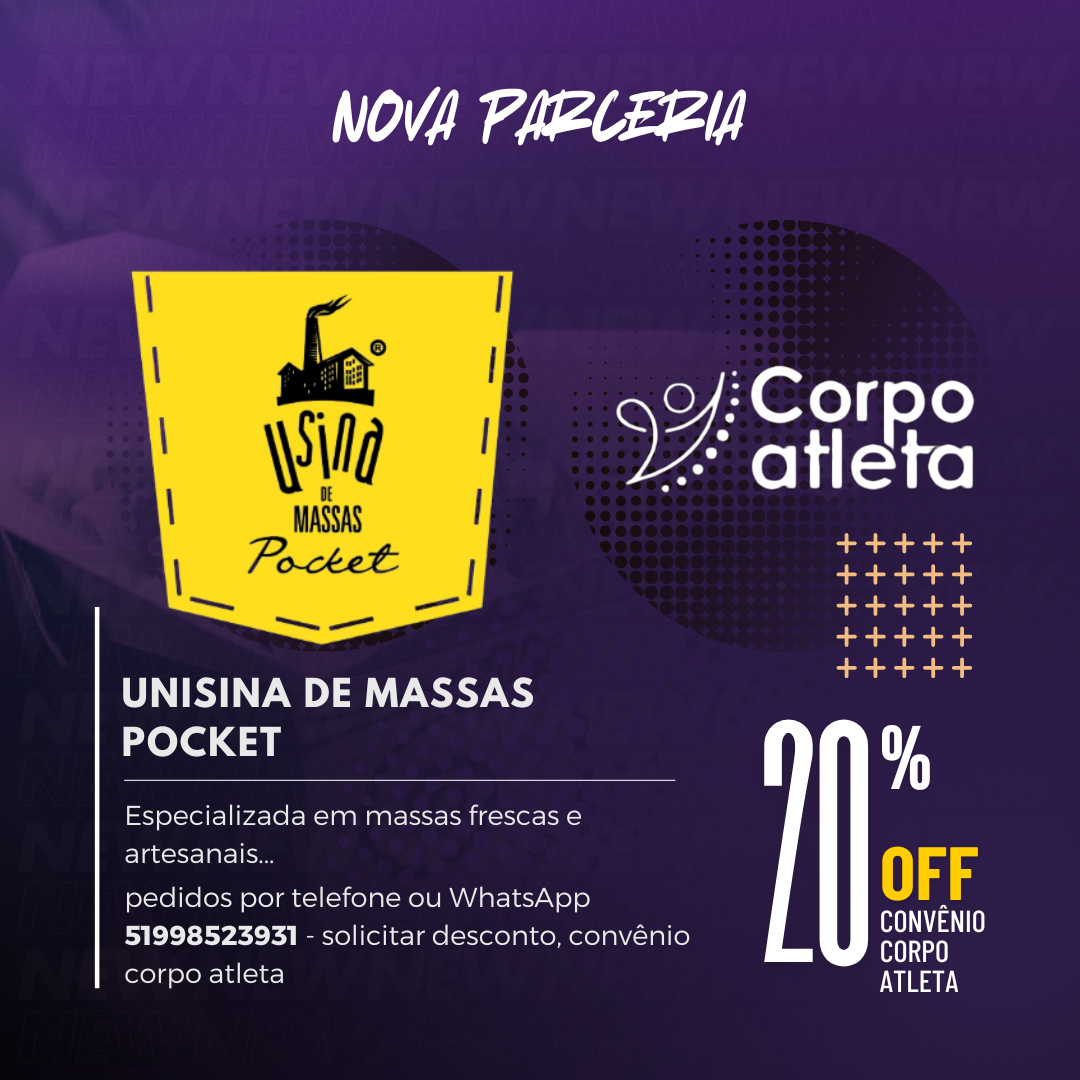 NOVA PARCERIA
®
usina
DE
MASSAS
Pocket
Corpo
atleta
UNISINA DE MASSAS
POCKET
Especializada em massas frescas e
artesanais...
pedidos por telefone ou WhatsApp
51998523931 - solicitar desconto, convênio
corpo atleta
20%
OFF
CONVÊNIO
CORPO
ATLETA